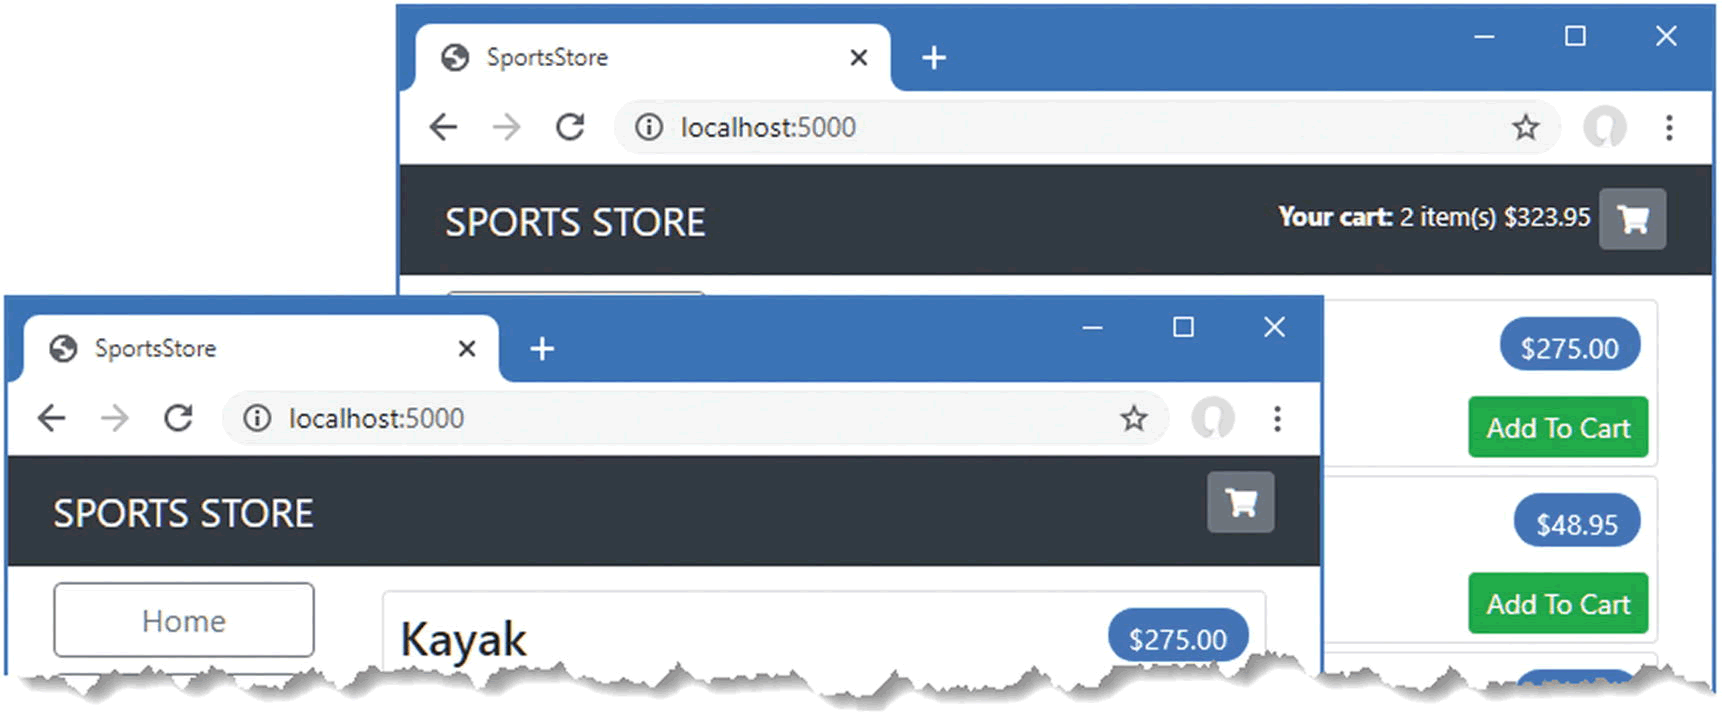 SportsStore
localhost:5000
SPORTS STORE
Your cart: 2 item(s) $323.95
$275.00
Add To Cart
$48.95
Add To Cart
SportsStore
localhost:5000
SPORTS STORE
Home
Kayak
$275.00